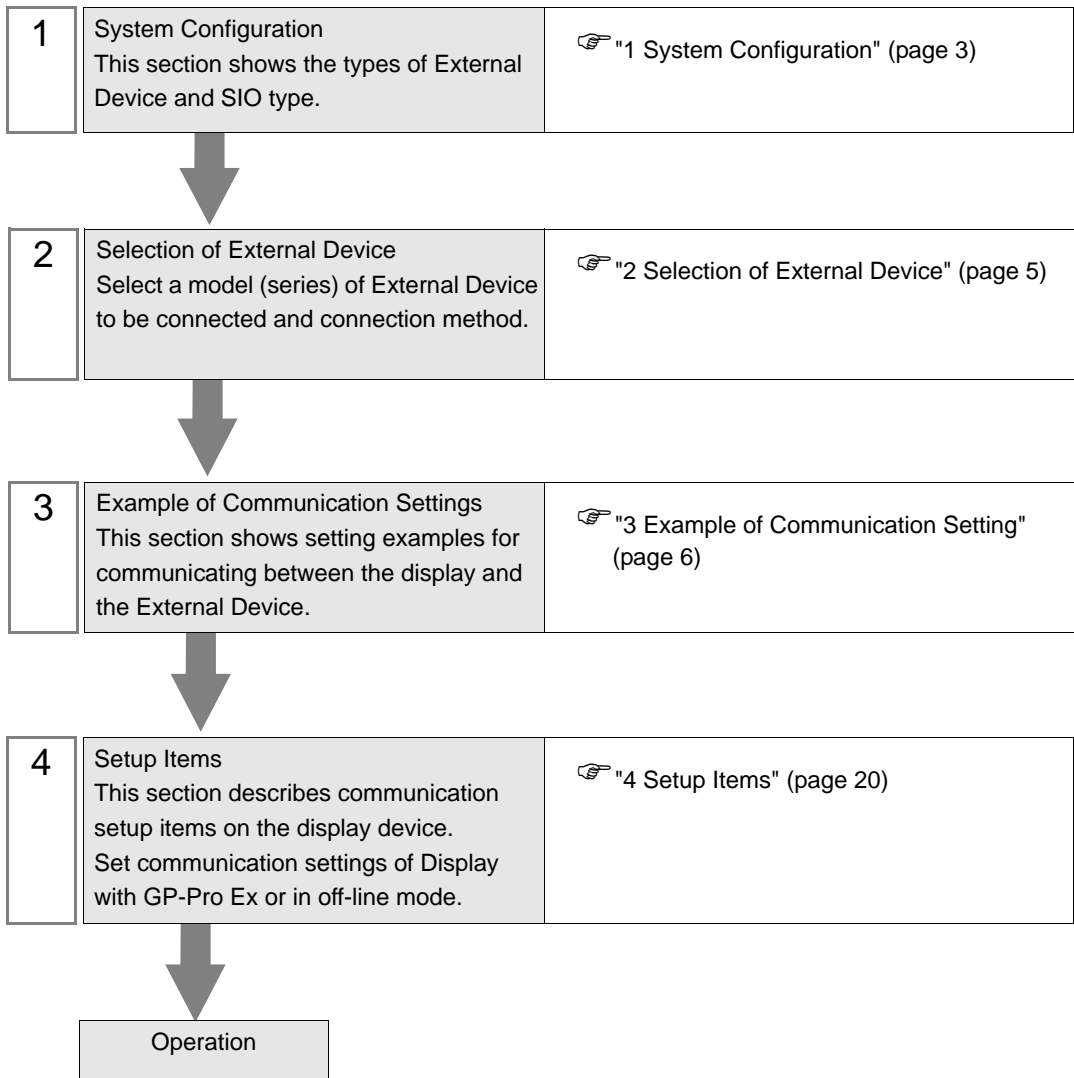 1
System Configuration
This section shows the types of External
Device and SIO type.
☞ "1 System Configuration" (page 3)
2
Selection of External Device
Select a model (series) of External Device
to be connected and connection method.
☞ "2 Selection of External Device" (page 5)
3
Example of Communication Settings
This section shows setting examples for
communicating between the display and
the External Device.
☞ "3 Example of Communication Setting"
(page 6)
4
Setup Items
This section describes communication
setup items on the display device.
Set communication settings of Display
with GP-Pro Ex or in off-line mode.
☞ "4 Setup Items" (page 20)
Operation